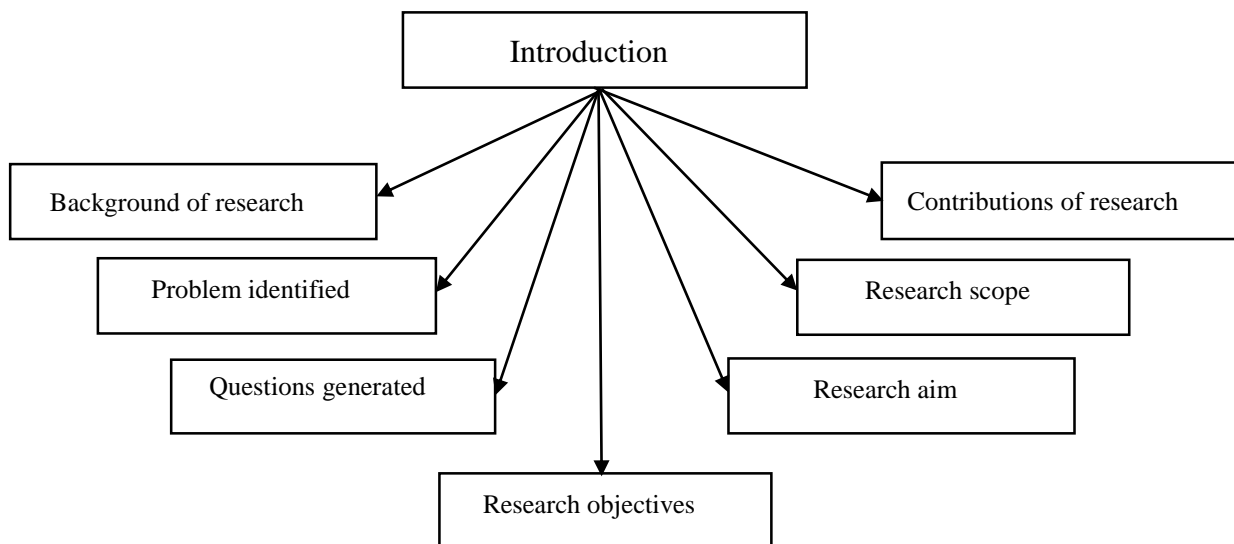 Introduction
Background of research
Contributions of research
Problem identified
Research scope
Questions generated
Research aim
Research objectives